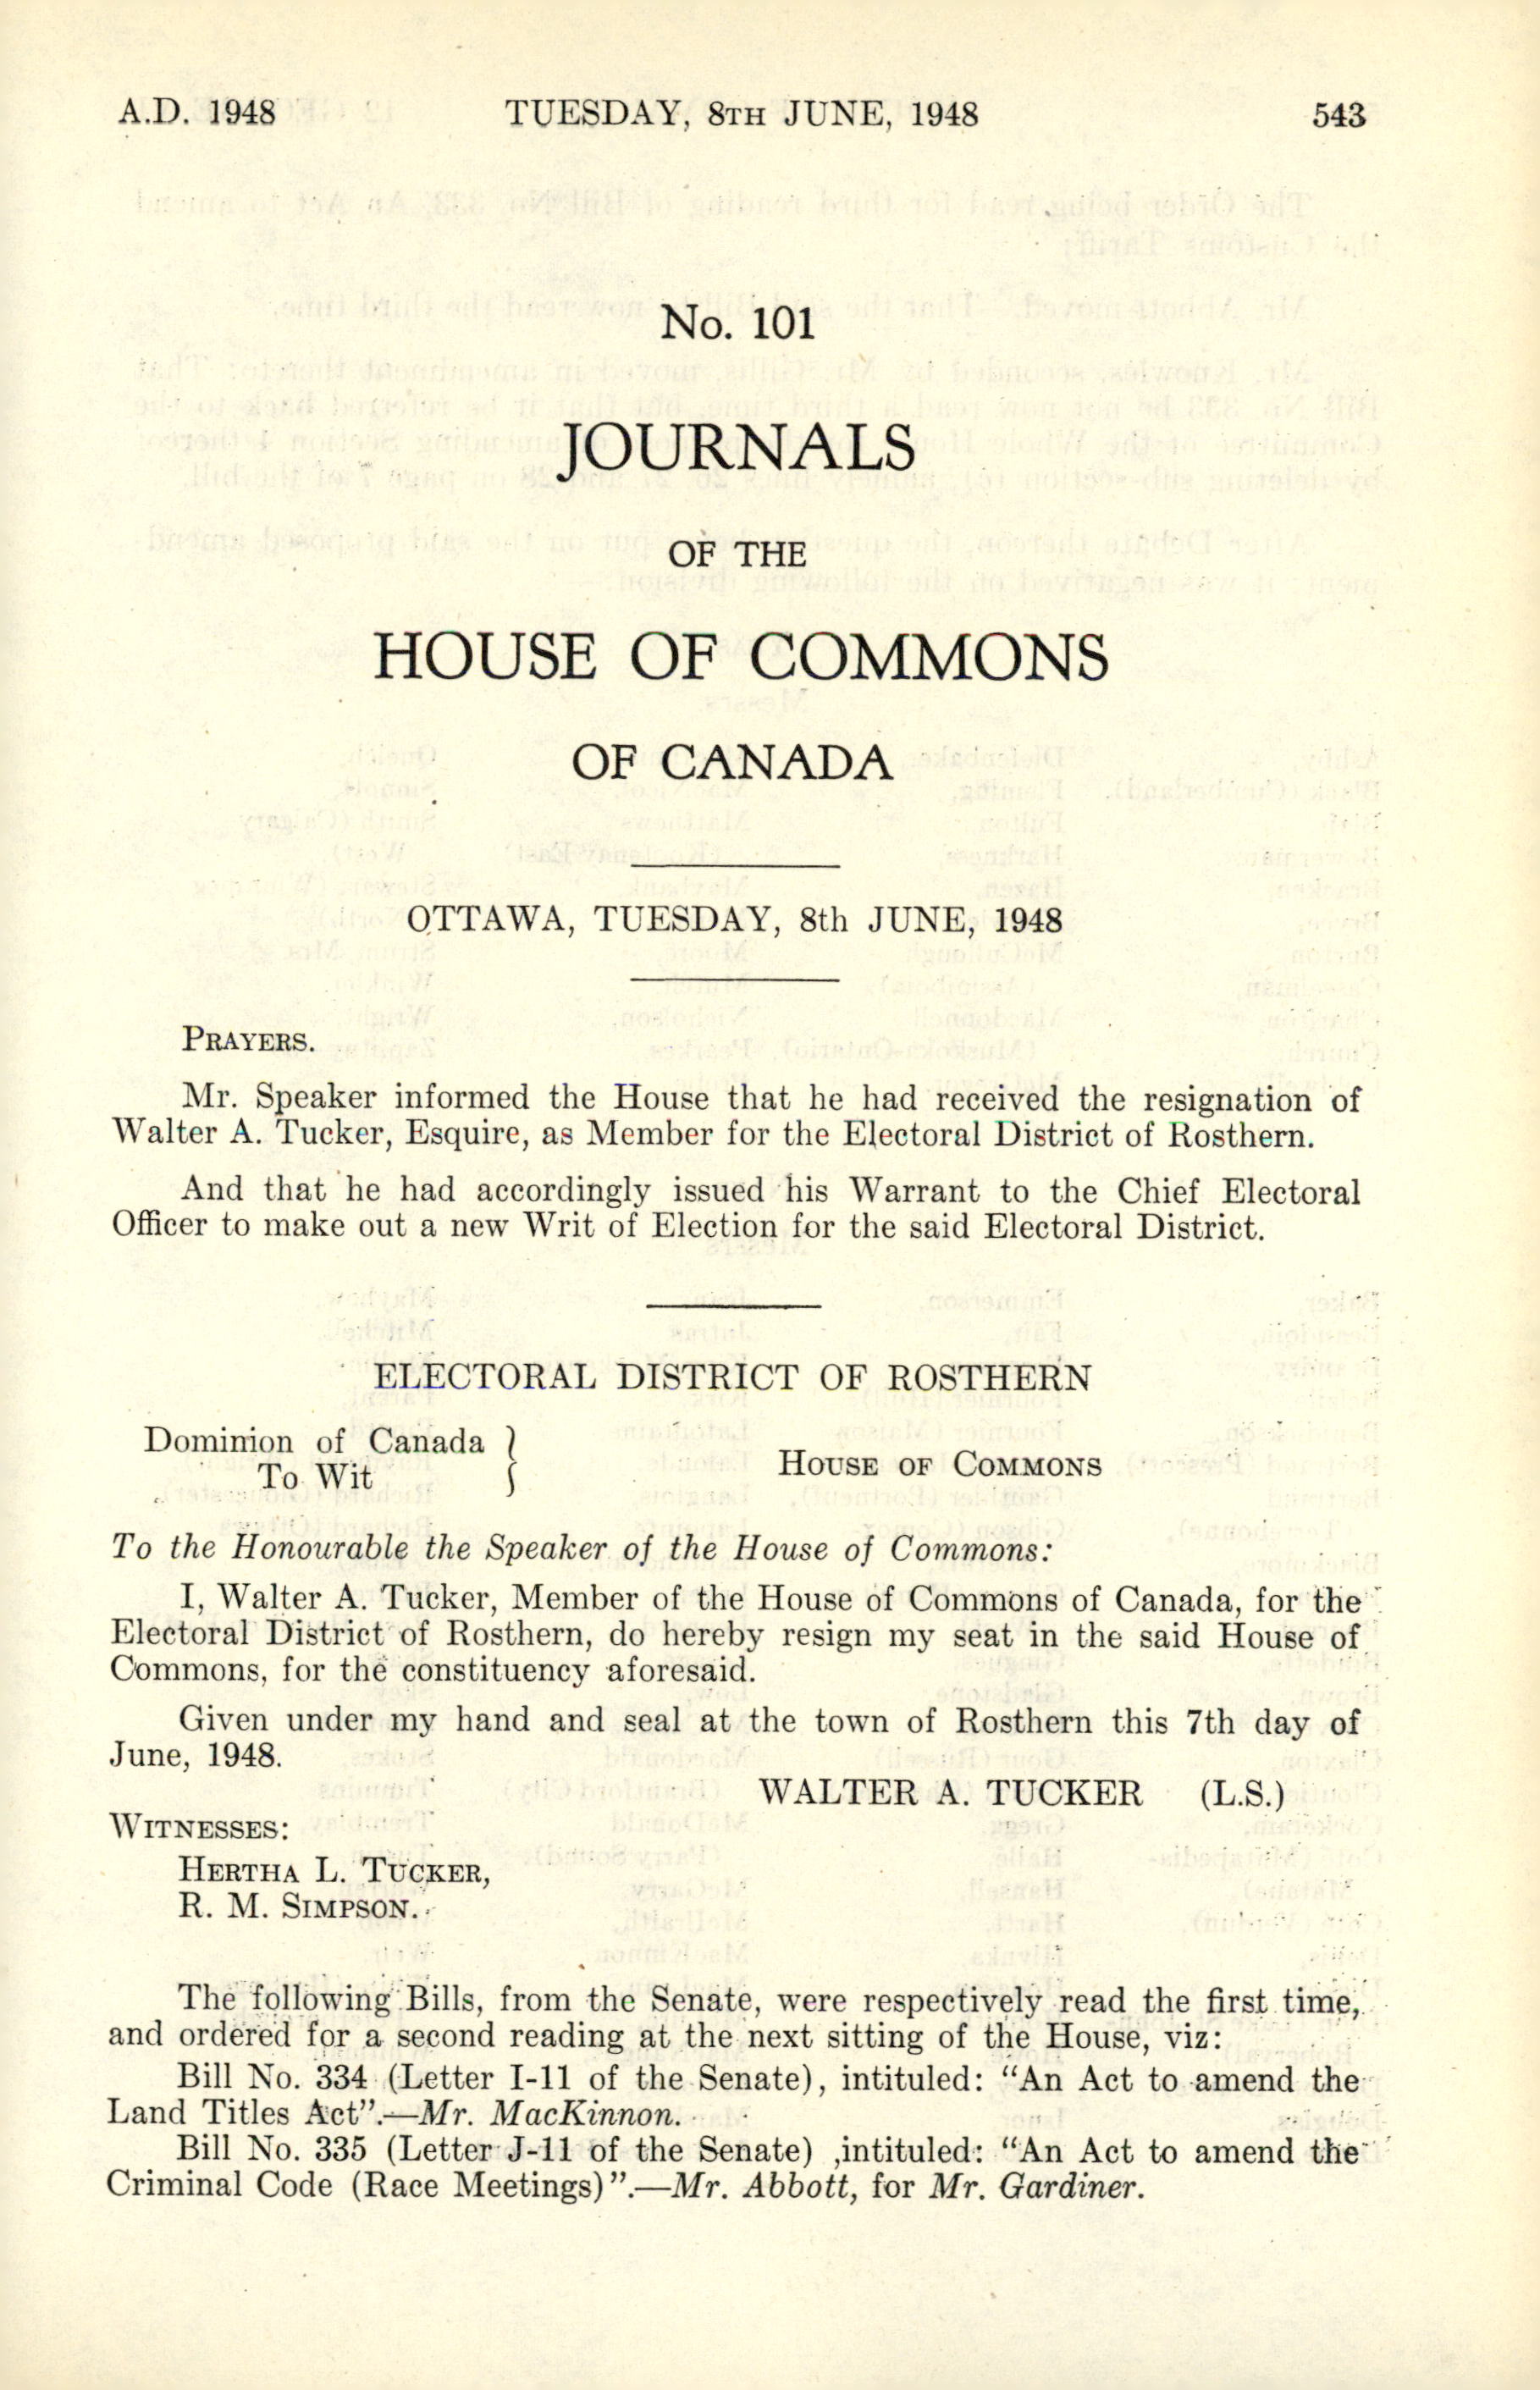 A.D. 1948 TUESDAY, 8TH JUNE, 1948 543
No. 101
JOURNALS
OF THE
HOUSE OF COMMONS
OF CANADA
OTTAWA, TUESDAY, 8th JUNE, 1948
PRAYERS.
Mr. Speaker informed the House that he had received the resignation of
Walter A. Tucker, Esquire, as Member for the Electoral District of Rosthern.
And that he had accordingly issued his Warrant to the Chief Electoral
Officer to make out a new Writ of Election for the said Electoral District.
ELECTORAL DISTRICT OF ROSTHERN
Dominion of Canada }
To Wit
HOUSE OF COMMONS
To the Honourable the Speaker of the House of Commons:
I, Walter A. Tucker, Member of the House of Commons of Canada, for the
Electoral District of Rosthern, do hereby resign my seat in the said House of
Commons, for the constituency aforesaid.
Given under my hand and seal at the town of Rosthern this 7th day of
June, 1948.
WALTER A. TUCKER (L.S.)
WITNESSES:
HERTHA L. TUCKER,
R. M. SIMPSON.
The following Bills, from the Senate, were respectively read the first time,
and ordered for a second reading at the next sitting of the House, viz:
Bill No. 334 (Letter I-11 of the Senate), intituled: “An Act to amend the
Land Titles Act”.—Mr. MacKinnon.
Bill No. 335 (Letter J-11 of the Senate) ,intituled: “An Act to amend the
Criminal Code (Race Meetings)”.—Mr. Abbott, for Mr. Gardiner.